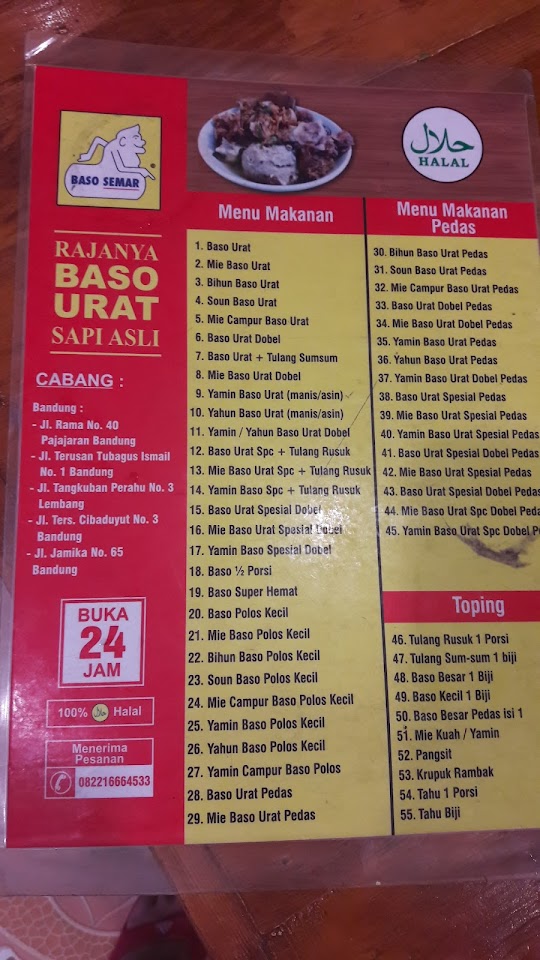 BASO SEMAR
RAJANYA
BASO
URAT
SAPI ASLI
CABANG :
Bandung :
- Jl. Rama No. 40
Pajajaran Bandung
- Jl. Terusan Tubagus Ismail
No. 1 Bandung
- Jl. Tangkuban Perahu No. 3
Lembang
- Jl. Ters. Cibaduyut No. 3
Bandung
- Jl. Jamika No. 65
Bandung
BUKA
24
JAM
100% حلال Halal
Menerima
Pesanan
082216664533
حلال
HALAL
Menu Makanan
1. Baso Urat
2. Mie Baso Urat
3. Bihun Baso Urat
4. Soun Baso Urat
5. Mie Campur Baso Urat
6. Baso Urat Dobel
7. Baso Urat + Tulang Sumsum
8. Mie Baso Urat Dobel
9. Yamin Baso Urat (manis/asin)
10. Yahun Baso Urat (manis/asin)
11. Yamin / Yahun Baso Urat Dobel
12. Baso Urat Spc + Tulang Rusuk
13. Mie Baso Urat Spc + Tulang Rusuk
14. Yamin Baso Spc + Tulang Rusuk
15. Baso Urat Spesial Dobel
16. Mie Baso Urat Spesial Dobel
17. Yamin Baso Spesial Dobel
18. Baso ½ Porsi
19. Baso Super Hemat
20. Baso Polos Kecil
21. Mie Baso Polos Kecil
22. Bihun Baso Polos Kecil
23. Soun Baso Polos Kecil
24. Mie Campur Baso Polos Kecil
25. Yamin Baso Polos Kecil
26. Yahun Baso Polos Kecil
27. Yamin Campur Baso Polos
28. Baso Urat Pedas
29. Mie Baso Urat Pedas
Menu Makanan
Pedas
30. Bihun Baso Urat Pedas
31. Soun Baso Urat Pedas
32. Mie Campur Baso Urat Pedas
33. Baso Urat Dobel Pedas
34. Mie Baso Urat Dobel Pedas
35. Yamin Baso Urat Pedas
36. Yahun Baso Urat Pedas
37. Yamin Baso Urat Dobel Pedas
38. Baso Urat Spesial Pedas
39. Mie Baso Urat Spesial Pedas
40. Yamin Baso Urat Spesial Pedas
41. Baso Urat Spesial Dobel Pedas
42. Mie Baso Urat Spesial Pedas
43. Baso Urat Spesial Dobel Pedas
44. Mie Baso Urat Spc Dobel Peda
45. Yamin Baso Urat Spc Dobel P
Toping
46. Tulang Rusuk 1 Porsi
47. Tulang Sum-sum 1 biji
48. Baso Besar 1 Biji
49. Baso Kecil 1 Biji
50. Baso Besar Pedas isi 1
51. Mie Kuah / Yamin
52. Pangsit
53. Krupuk Rambak
54. Tahu 1 Porsi
55. Tahu Biji